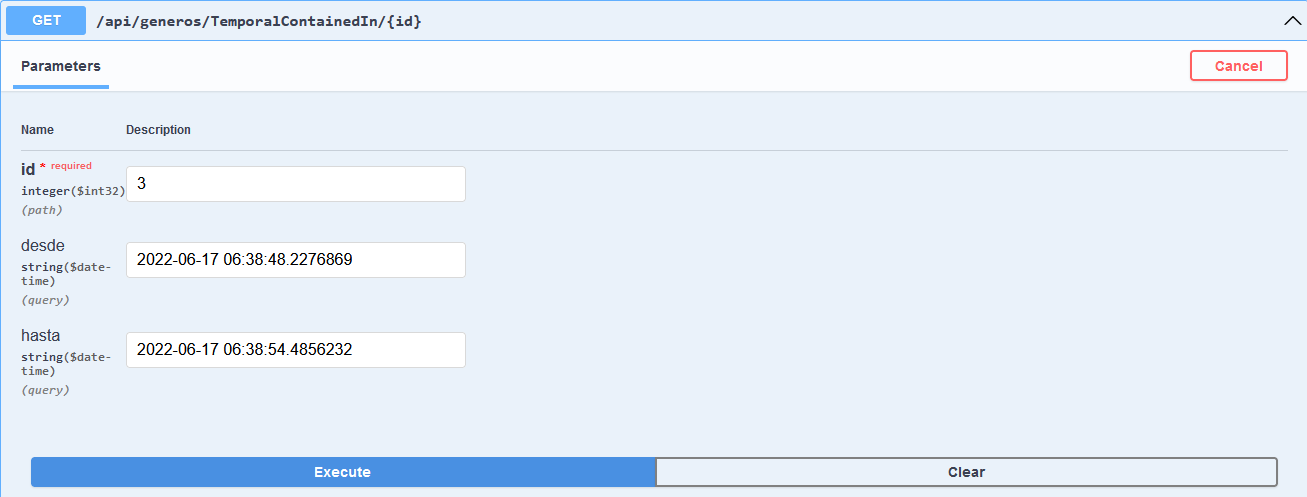 GET /api/generos/TemporalContainedIn/{id}
Parameters
Cancel
Name Description
id * required
integer($int32)
(path)
3
desde
string($date-
time)
(query)
2022-06-17 06:38:48.2276869
hasta
string($date-
time)
(query)
2022-06-17 06:38:54.4856232
Execute
Clear